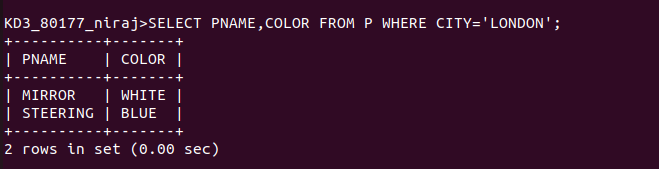 KD3_80177_niraj>SELECT PNAME,COLOR FROM P WHERE CITY='LONDON';
+----------+-------+
| PNAME    | COLOR |
+----------+-------+
| MIRROR   | WHITE |
| STEERING | BLUE  |
+----------+-------+
2 rows in set (0.00 sec)